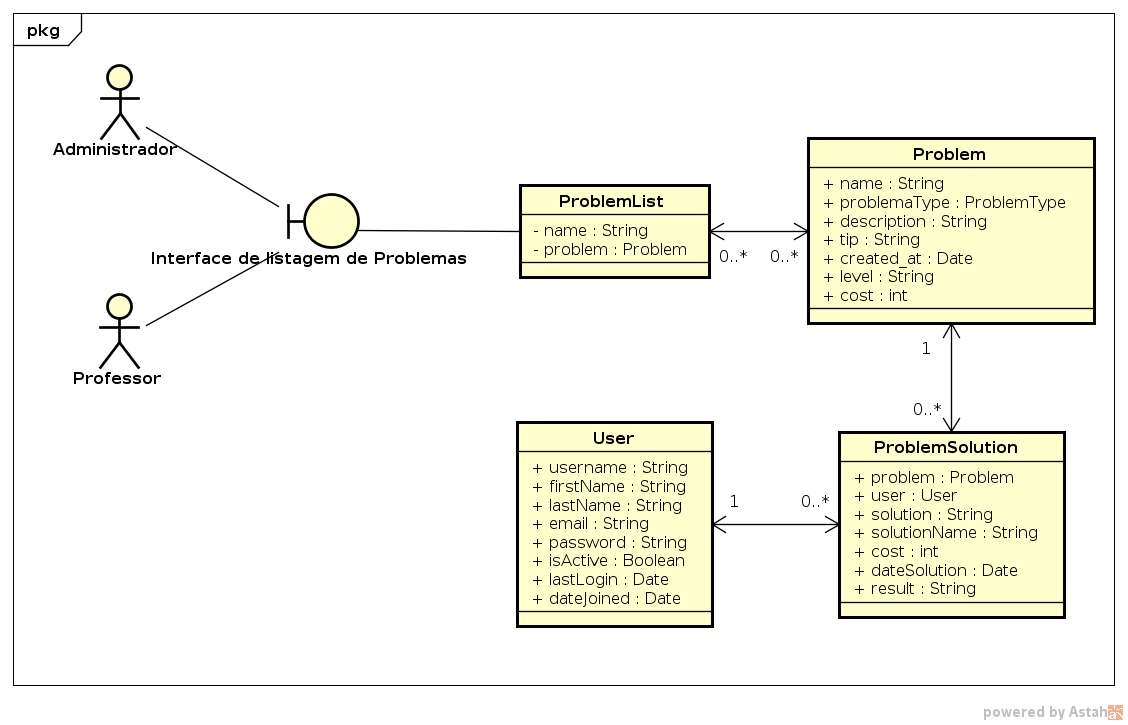 pkg
Administrador
Interface de listagem de Problemas
Professor
ProblemList
- name : String
- problem : Problem
0..*
0..*
Problem
+ name : String
+ problemaType : ProblemType
+ description : String
+ tip : String
+ created_at : Date
+ level : String
+ cost : int
1
0..*
User
+ username : String
+ firstName : String
+ lastName : String
+ email : String
+ password : String
+ isActive : Boolean
+ lastLogin : Date
+ dateJoined : Date
1
0..*
ProblemSolution
+ problem : Problem
+ user : User
+ solution : String
+ solutionName : String
+ cost : int
+ dateSolution : Date
+ result : String
powered by Astah